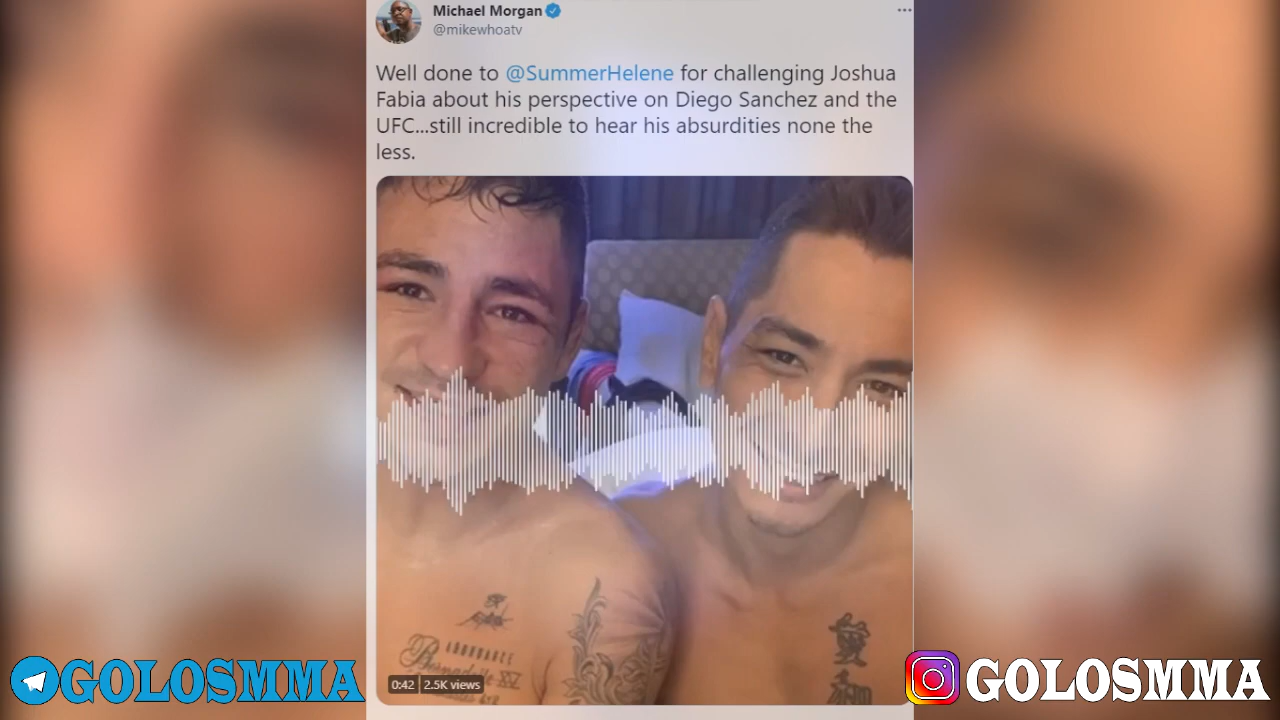 Michael Morgan
@mikewhoatv
Well done to @SummerHelene for challenging Joshua
Fabia about his perspective on Diego Sanchez and the
UFC...still incredible to hear his absurdities none the
less.
0:42 2.5K views
GOLOSMMA
GOLOSMMA